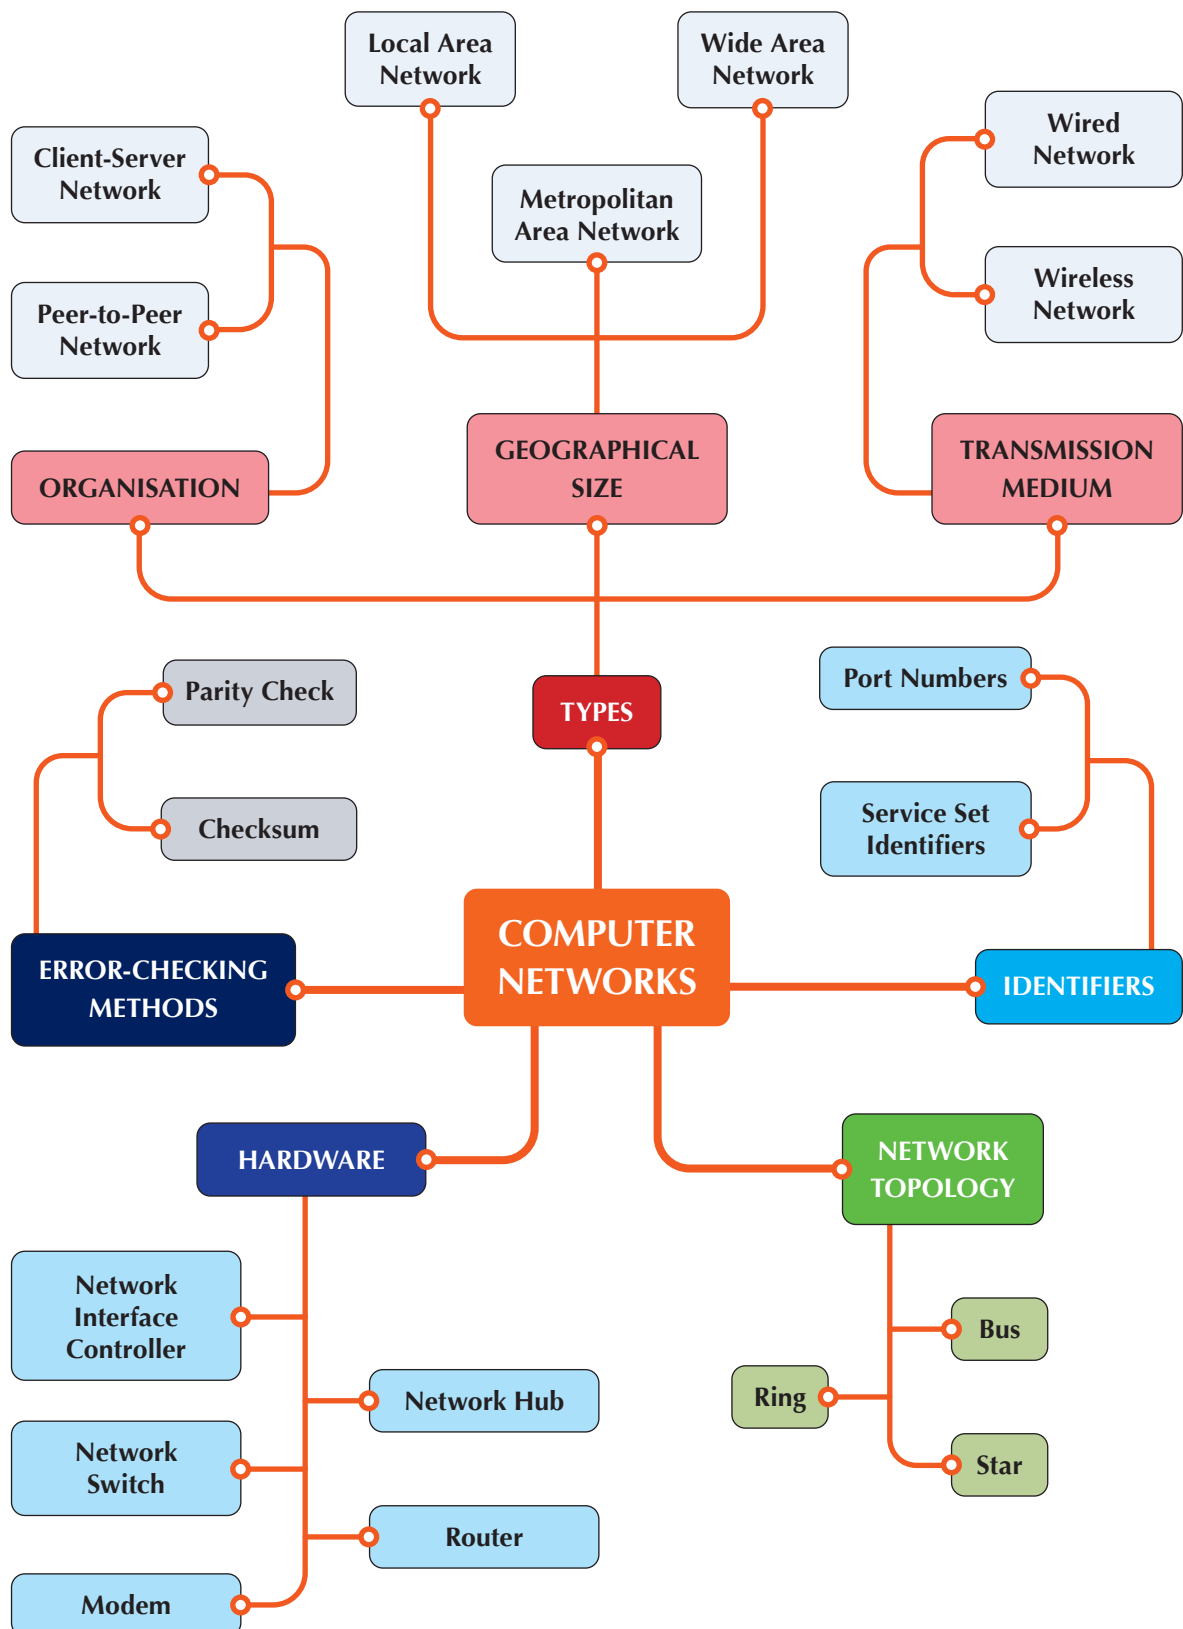 Local Area
Network
Wide Area
Network
Wired
Network
Client-Server
Network
Metropolitan
Area Network
Wireless
Network
Peer-to-Peer
Network
ORGANISATION
GEOGRAPHICAL
SIZE
TRANSMISSION
MEDIUM
Parity Check
TYPES
Port Numbers
Checksum
Service Set
Identifiers
COMPUTER
NETWORKS
ERROR-CHECKING
METHODS
IDENTIFIERS
HARDWARE
NETWORK
TOPOLOGY
Network
Interface
Controller
Network Hub
Network
Switch
Router
Modem
Bus
Ring
Star